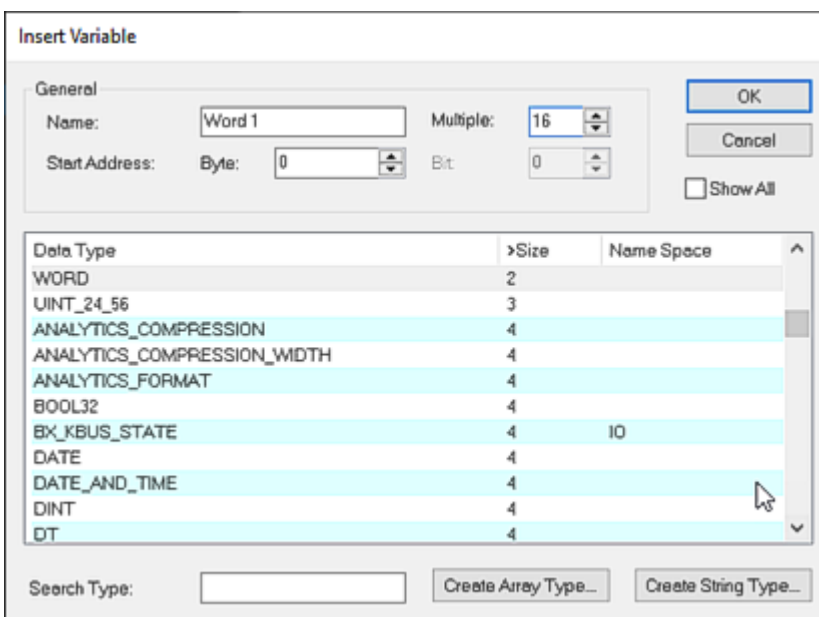 Insert Variable
General
Name: Word 1 Multiple: 16 OK
Start Address: Byte: 0 Bit: 0 Cancel
Show All
Data Type >Size Name Space
WORD 2
UINT_24_56 3
ANALYTICS_COMPRESSION 4
ANALYTICS_COMPRESSION_WIDTH 4
ANALYTICS_FORMAT 4
BOOL32 4
BX_KBUS_STATE 4 IO
DATE 4
DATE_AND_TIME 4
DINT 4
DT 4
Search Type: Create Array Type... Create String Type...